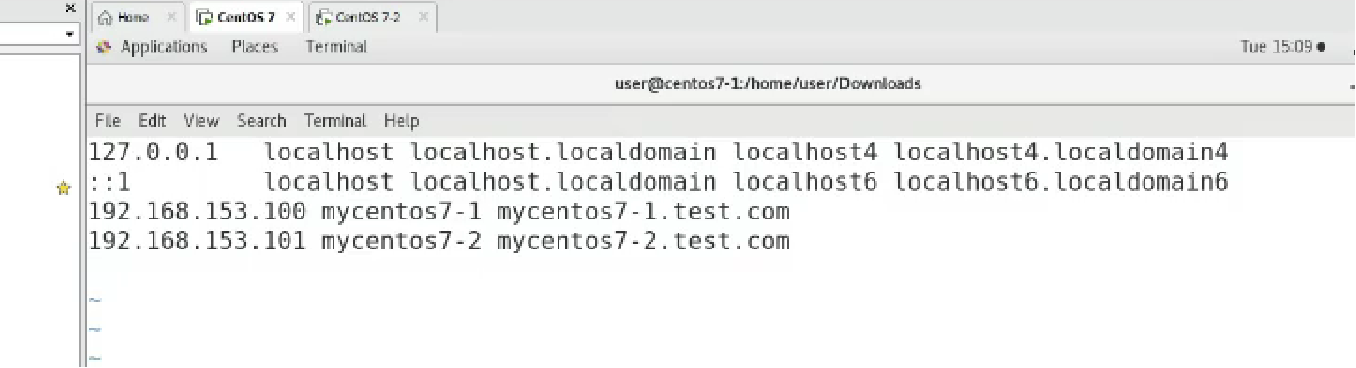 Home CentOS 7 CentOS 7-2
Applications Places Terminal Tue 15:09
user@centos7-1:/home/user/Downloads
File Edit View Search Terminal Help
127.0.0.1 localhost localhost.localdomain localhost4 localhost4.localdomain4
::1 localhost localhost.localdomain localhost6 localhost6.localdomain6
192.168.153.100 mycentos7-1 mycentos7-1.test.com
192.168.153.101 mycentos7-2 mycentos7-2.test.com
~
~
~